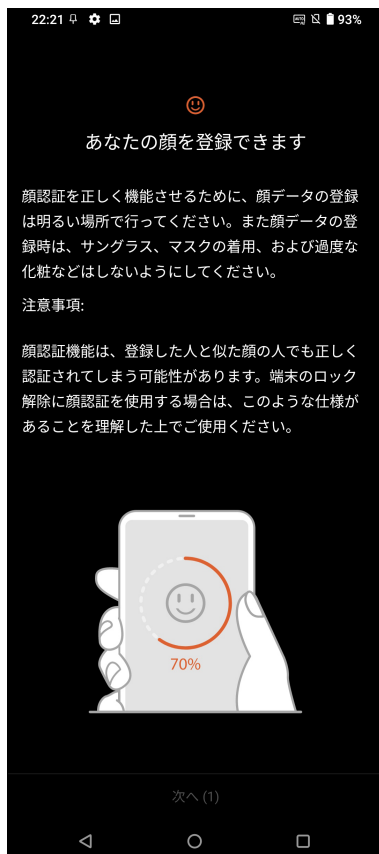 22:21
93%
あなたの顔を登録できます
顔認証を正しく機能させるために、顔データの登録
は明るい場所で行ってください。また顔データの登
録時は、サングラス、マスクの着用、および過度な
化粧などはしないようにしてください。
注意事項:
顔認証機能は、登録した人と似た顔の人でも正しく
認証されてしまう可能性があります。端末のロック
解除に顔認証を使用する場合は、このような仕様が
あることを理解した上でご使用ください。
70%
次へ (1)